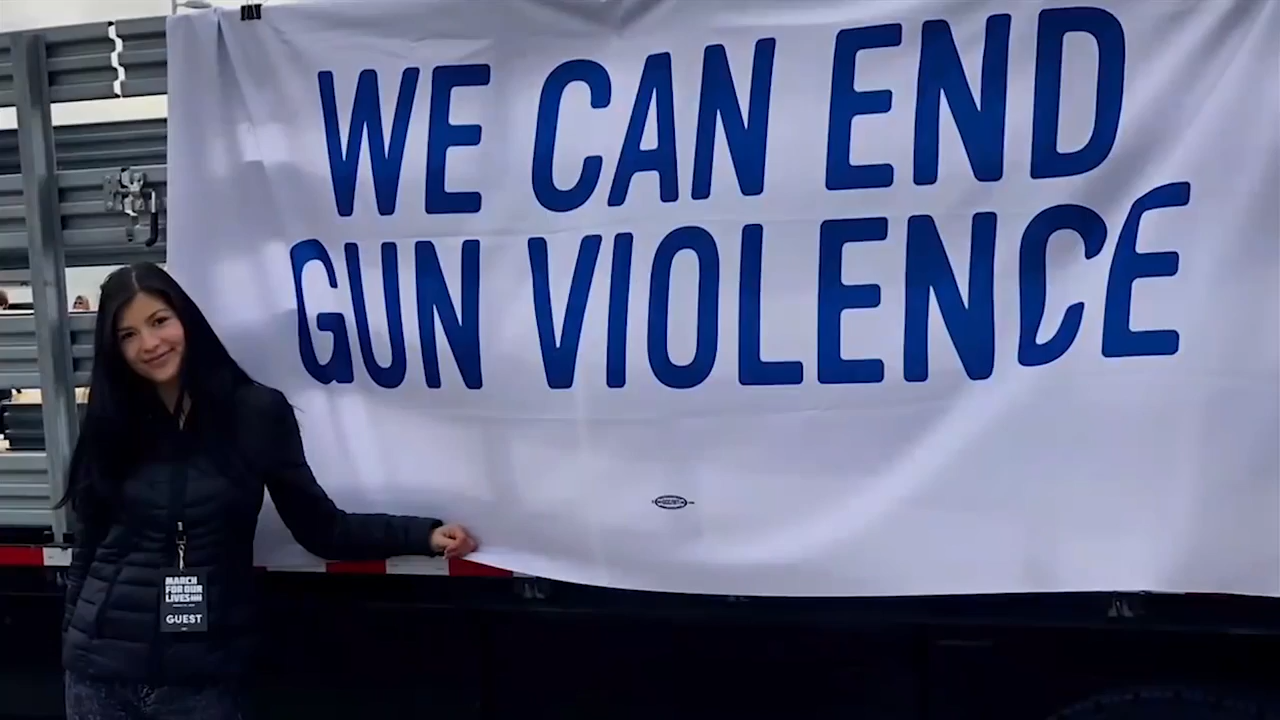 WE CAN END
GUN VIOLENCE
MARCH
FOR OUR
LIVES
GUEST